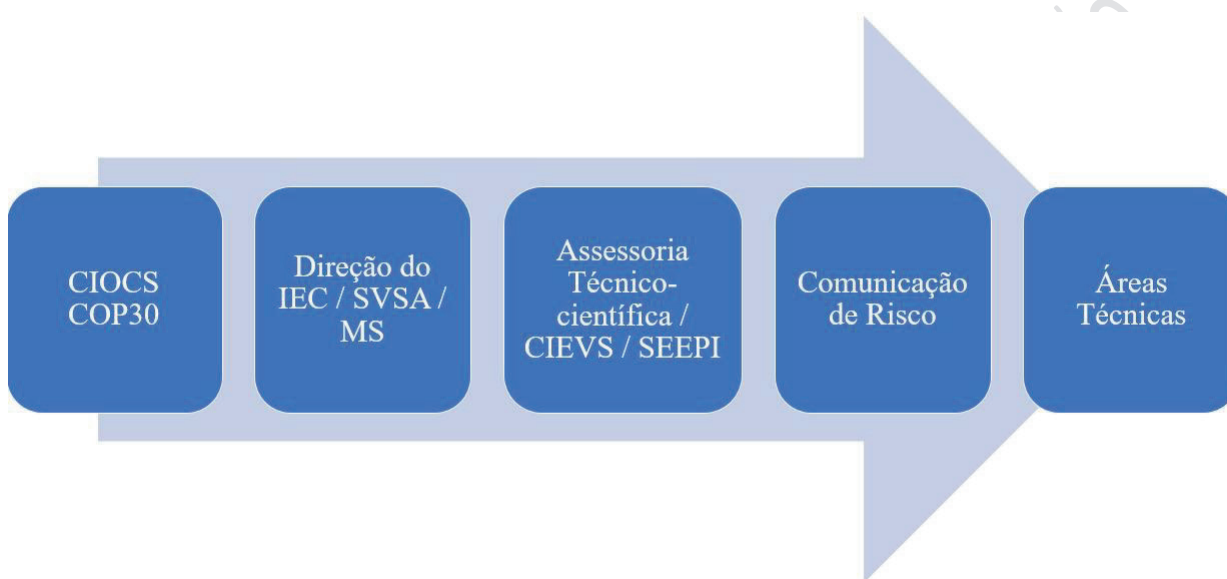 CIOCS
COP30
Direção do
IEC / SVSA /
MS
Assessoria
Técnico-
científica /
CIEVS / SEEPI
Comunicação
de Risco
Áreas
Técnicas